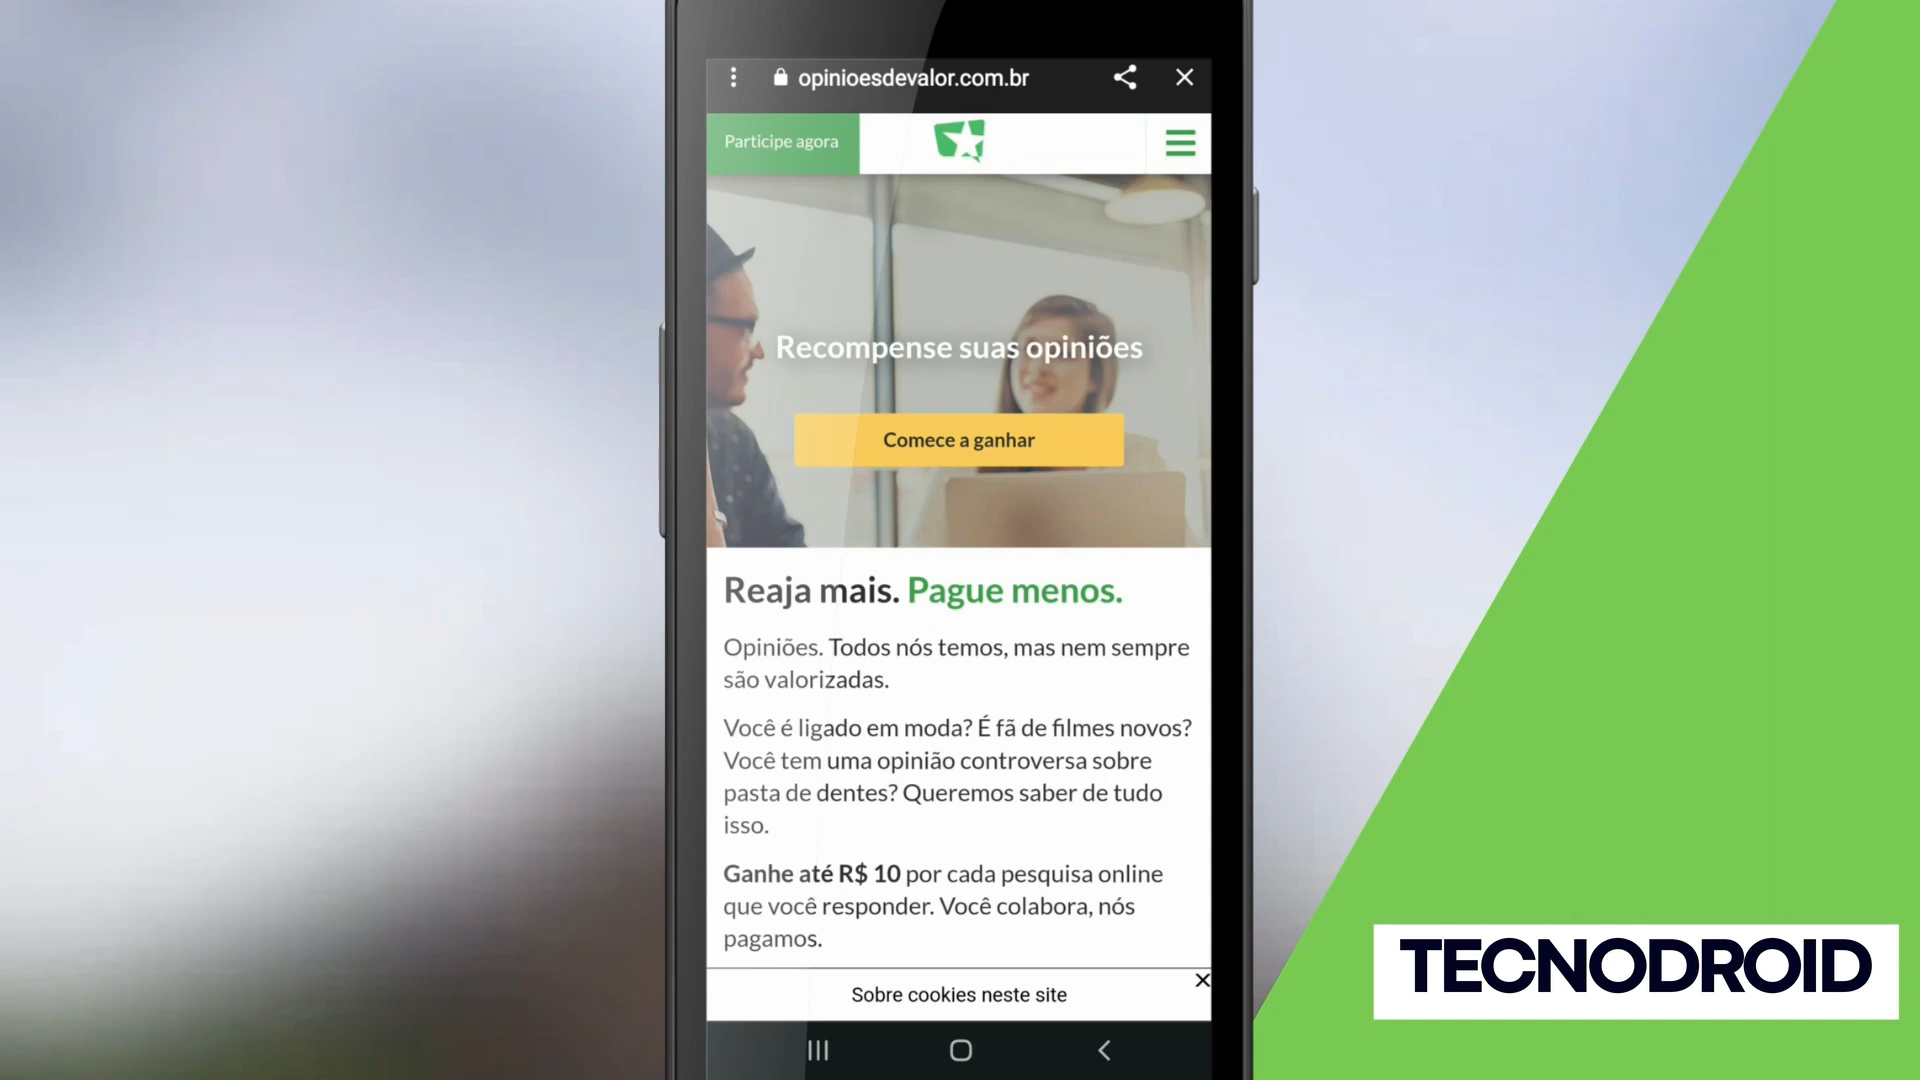 opinioesdevalor.com.br
Participe agora
Recompense suas opiniões
Comece a ganhar
Reaja mais. Pague menos.
Opiniões. Todos nós temos, mas nem sempre
são valorizadas.
Você é ligado em moda? É fã de filmes novos?
Você tem uma opinião controversa sobre
pasta de dentes? Queremos saber de tudo
isso.
Ganhe até R$ 10 por cada pesquisa online
que você responder. Você colabora, nós
pagamos.
Sobre cookies neste site
TECNODROID